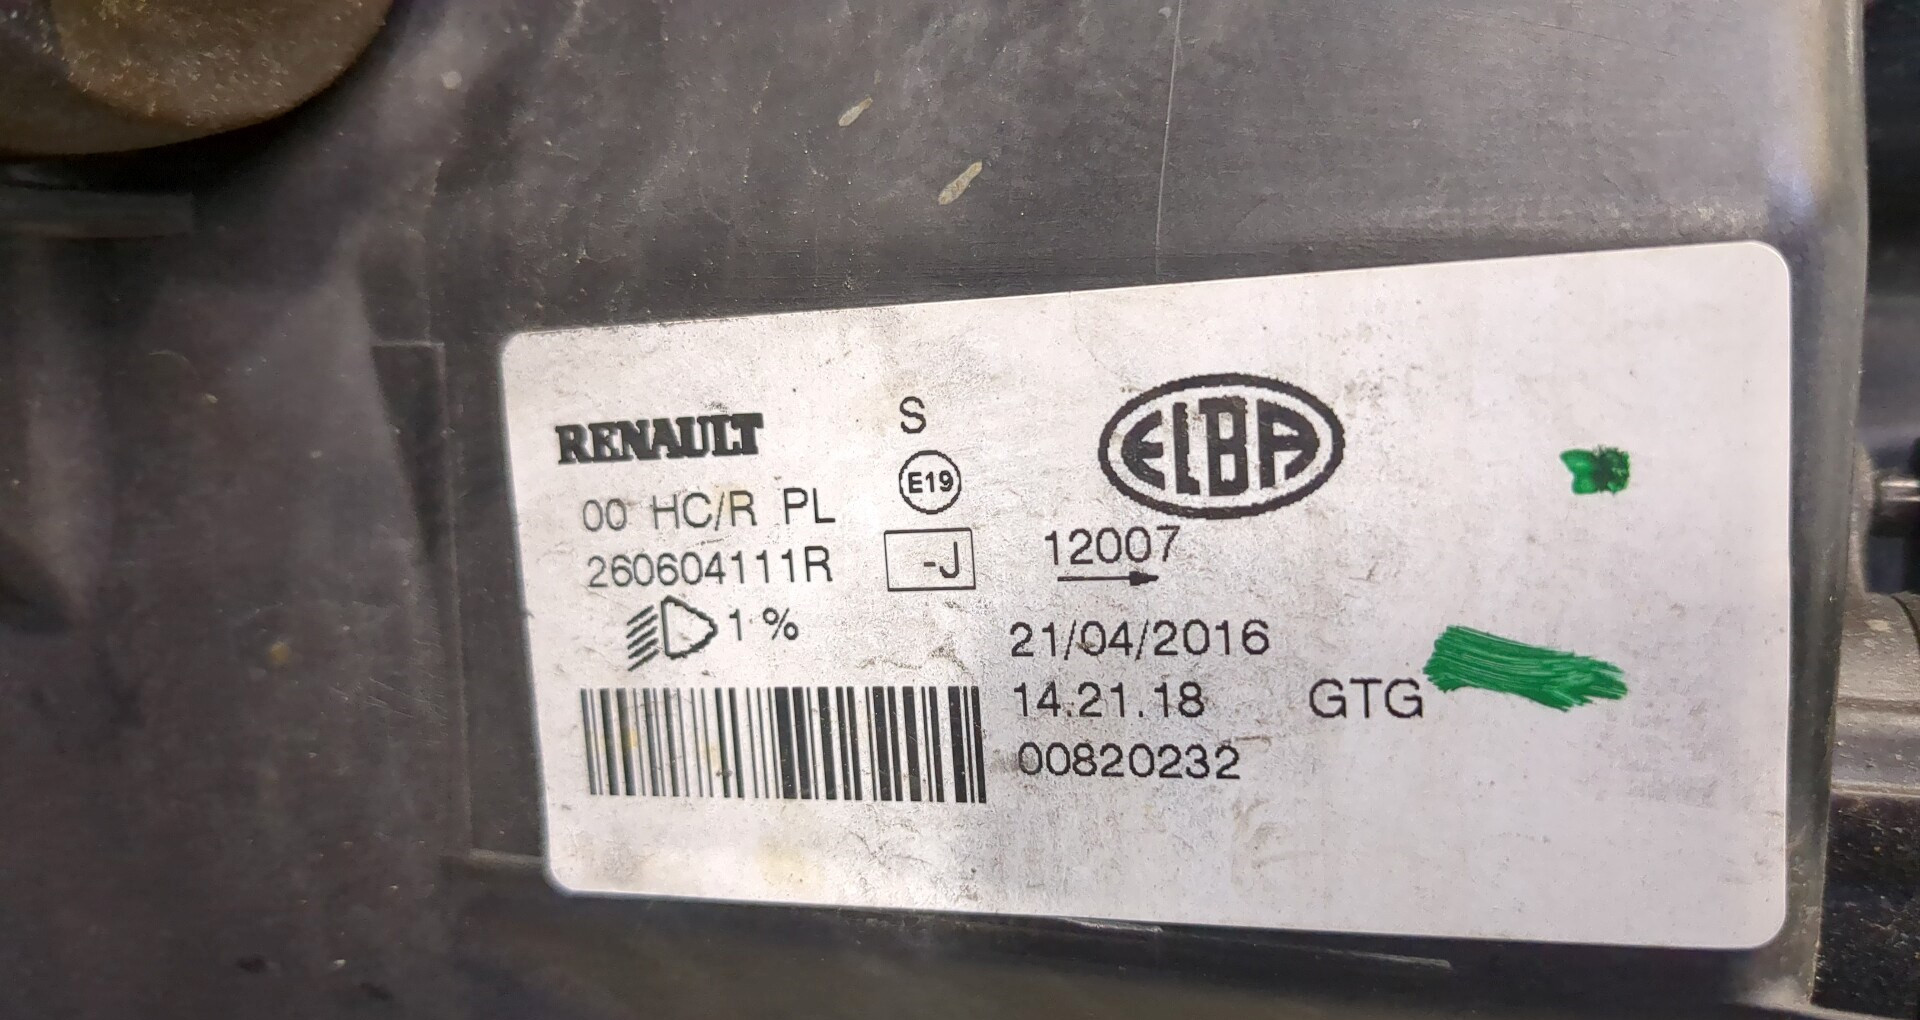 RENAULT
S
ELBA
00 HC/R PL
E19
260604111R
-J
12007
1 %
21/04/2016
14.21.18
GTG
00820232